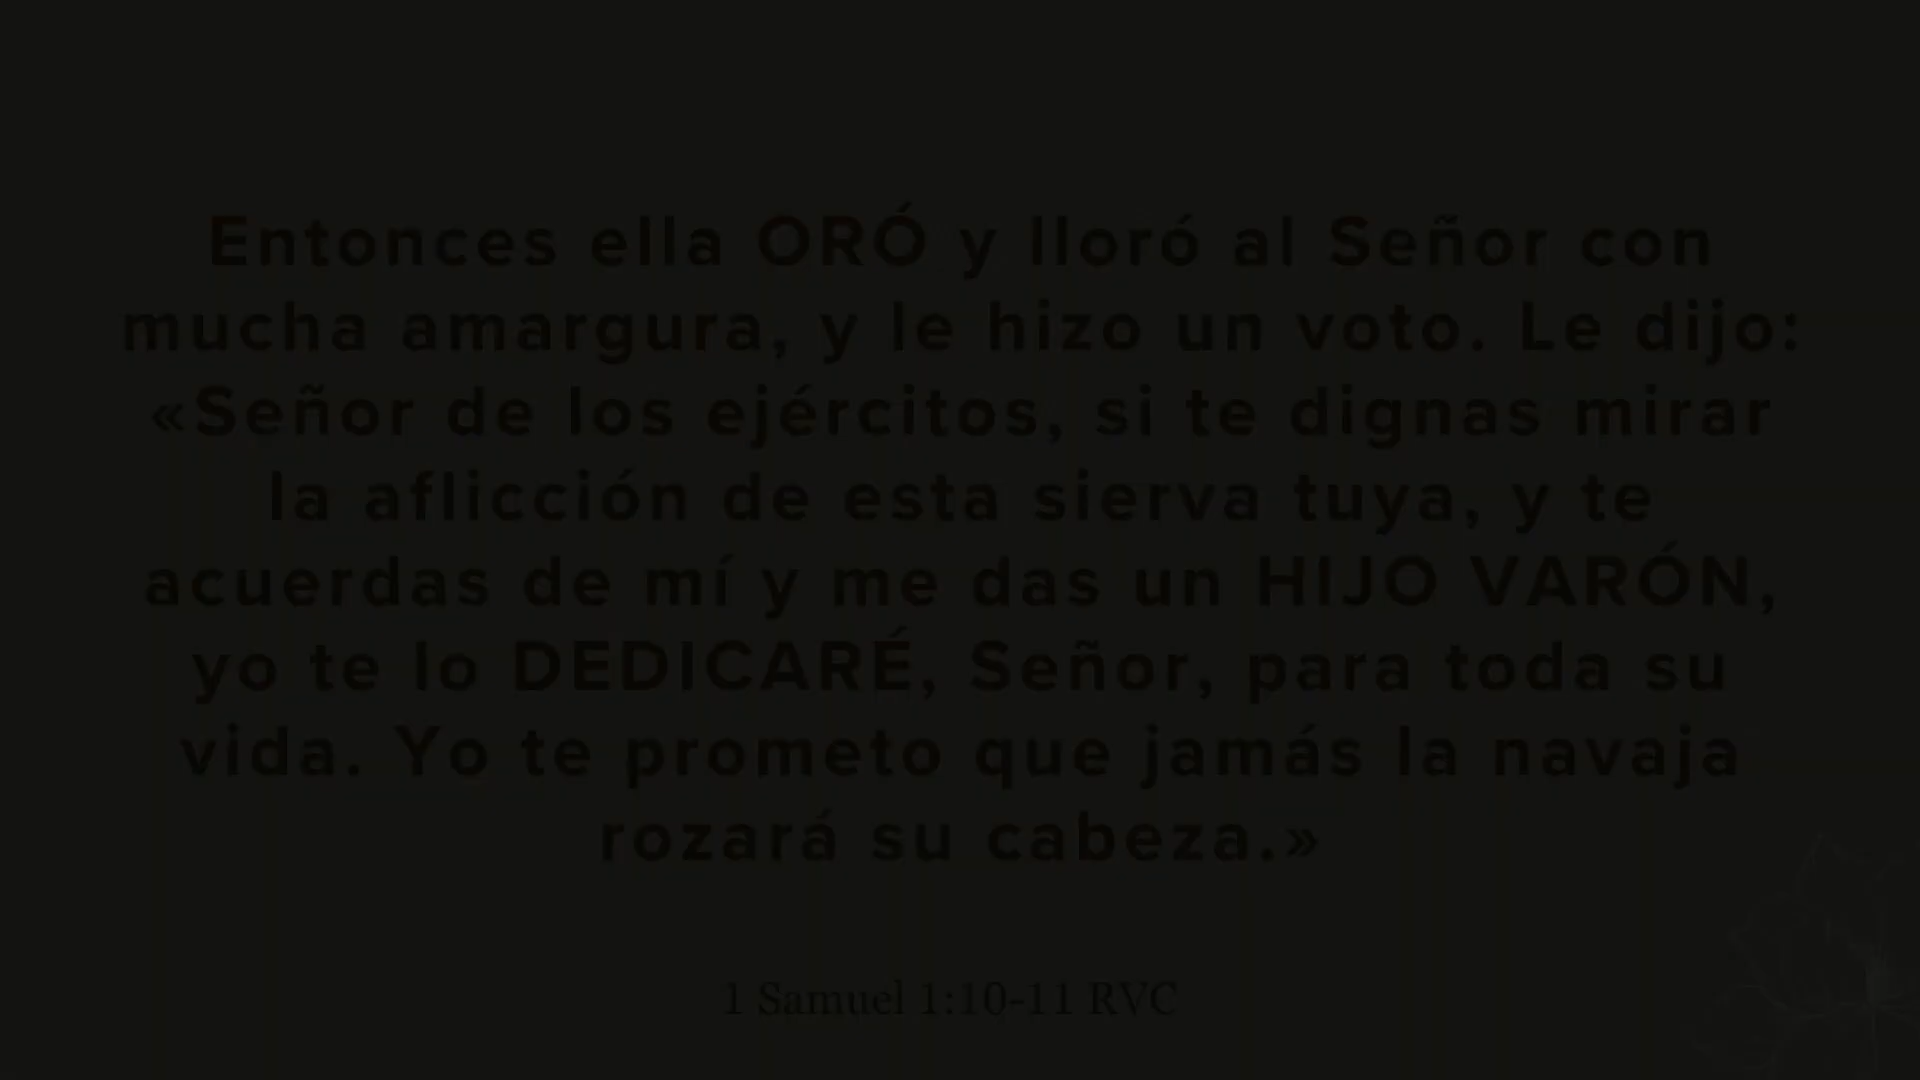 Entonces ella ORÓ y lloró al Señor con
mucha amargura, y le hizo un voto. Le dijo:
«Señor de los ejércitos, si te dignas mirar
la aflicción de esta sierva tuya, y te
acuerdas de mí y me das un HIJO VARÓN,
yo te lo DEDICARÉ, Señor, para toda su
vida. Yo te prometo que jamás la navaja
rozará su cabeza.»
1 Samuel 1:10-11 RVC